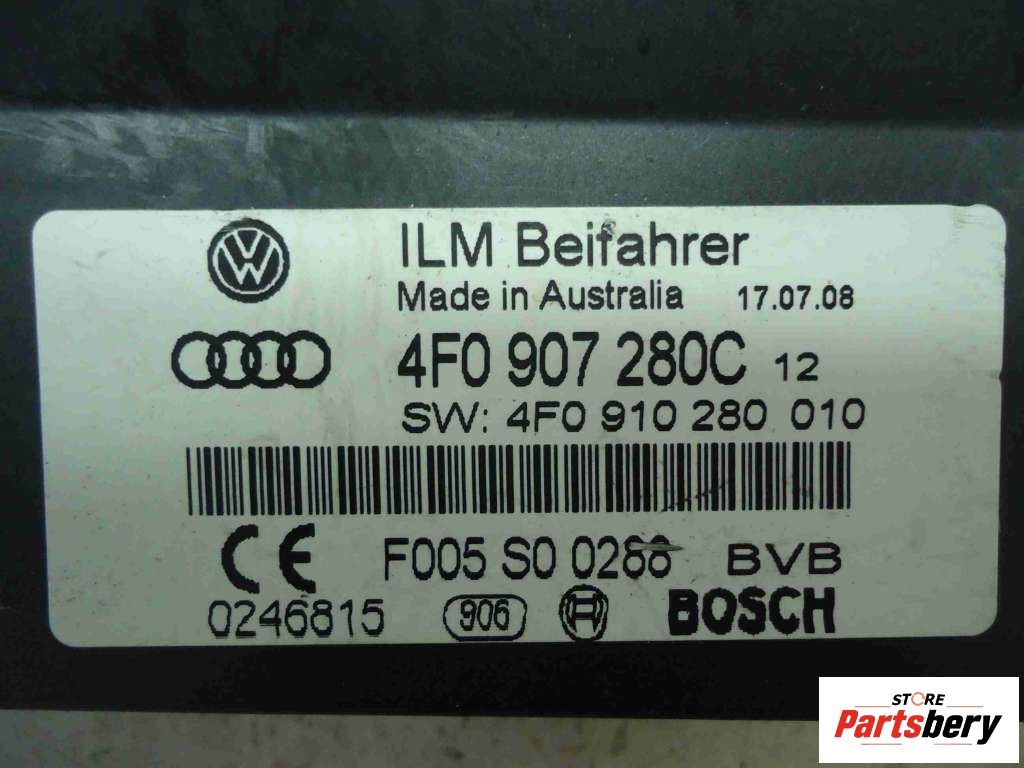 ILM Beifahrer
Made in Australia 17.07.08
4F0 907 280C 12
SW: 4F0 910 280 010
CE F005 S0 BVB
0246815 906 BOSCH
STORE
Partsbery